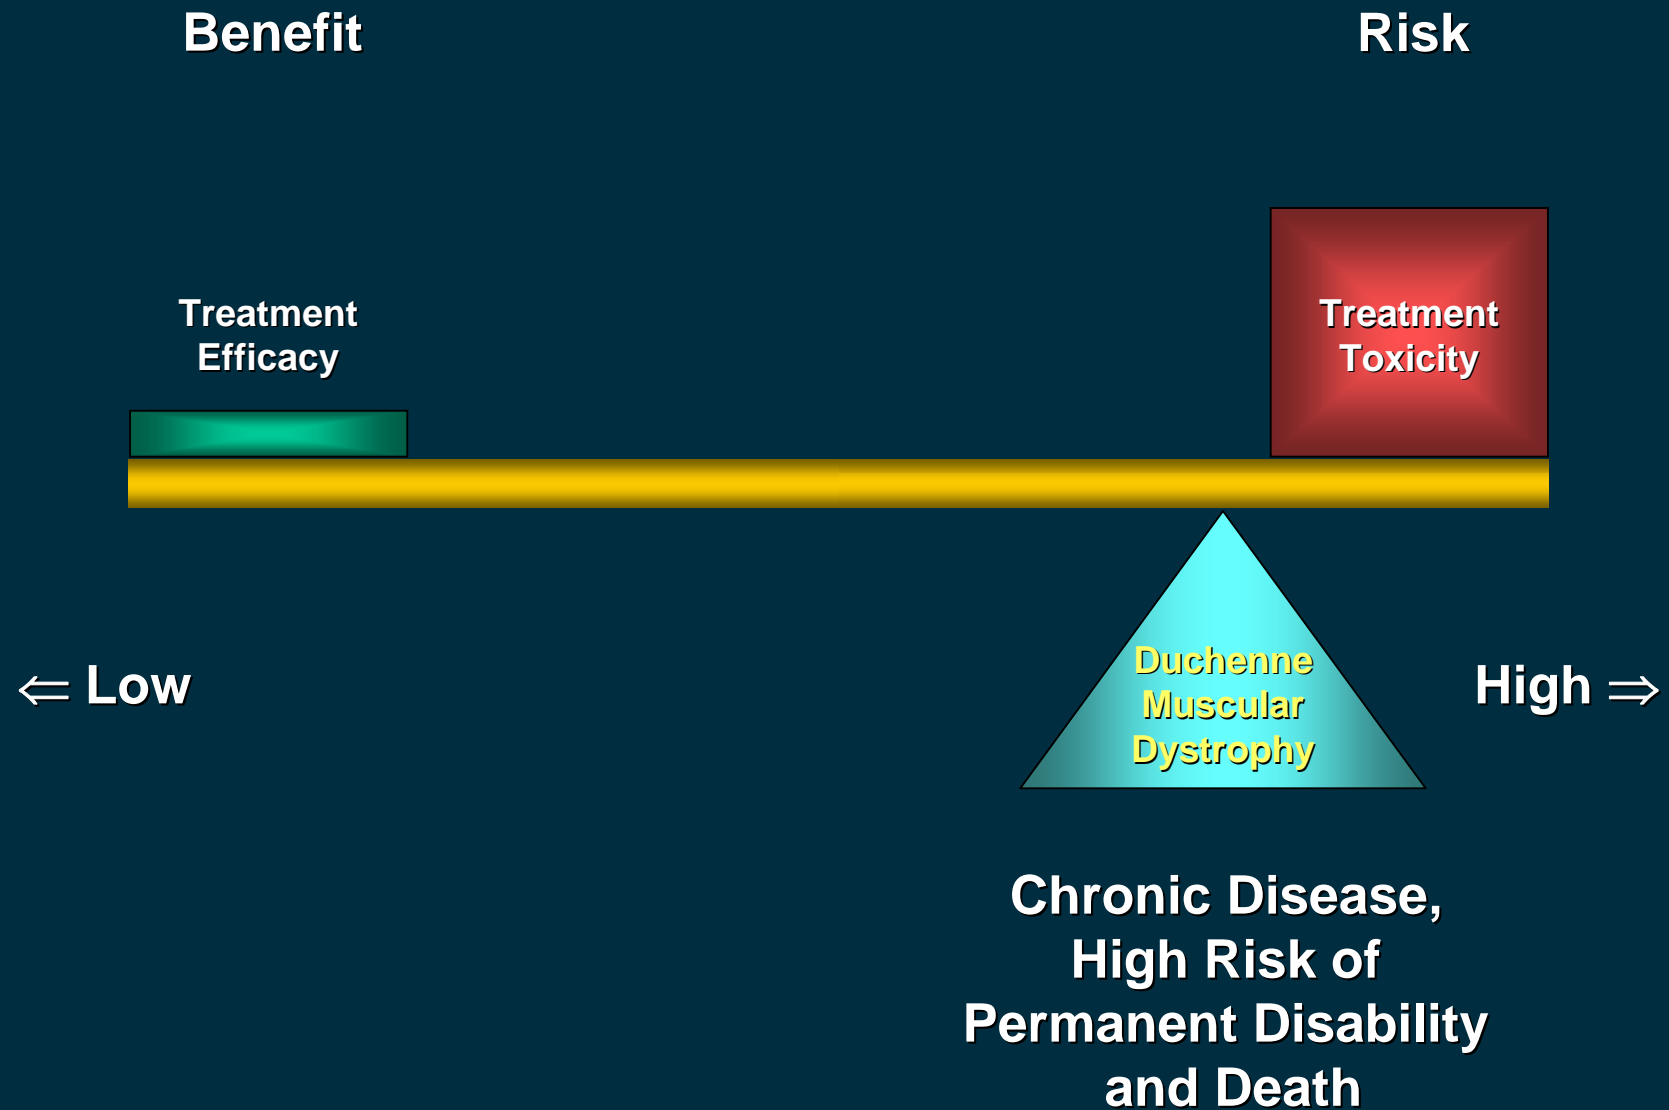 Benefit
Risk
Treatment
Efficacy
Treatment
Toxicity
⇐ Low
Duchenne
Muscular
Dystrophy
High ⇒
Chronic Disease,
High Risk of
Permanent Disability
and Death